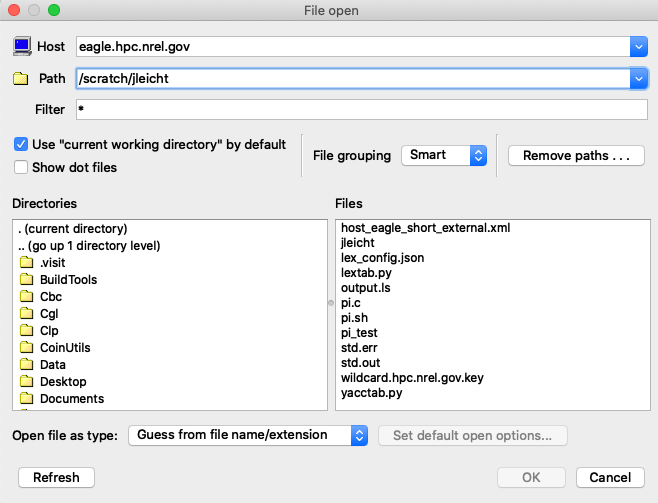 File open
Host eagle.hpc.nrel.gov
Path /scratch/jleicht
Filter *
Use "current working directory" by default
Show dot files
File grouping Smart
Remove paths . . .
Directories
. (current directory)
.. (go up 1 directory level)
.visit
BuildTools
Cbc
Cgl
Clp
CoinUtils
Data
Desktop
Documents
Files
host_eagle_short_external.xml
jleicht
lex_config.json
lextab.py
output.ls
pi.c
pi.sh
pi_test
std.err
std.out
wildcard.hpc.nrel.gov.key
yacctab.py
Open file as type: Guess from file name/extension Set default open options...
Refresh OK Cancel